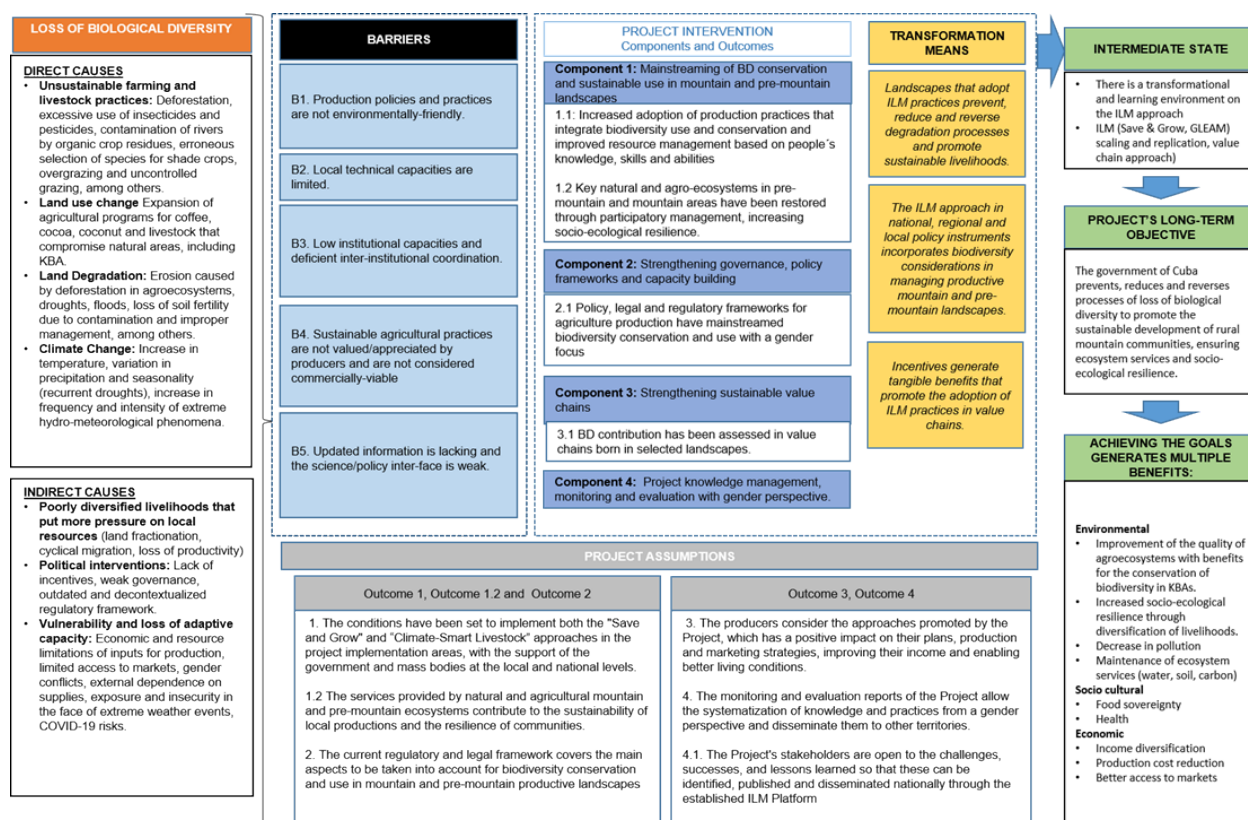 LOSS OF BIOLOGICAL DIVERSITY
DIRECT CAUSES
• Unsustainable farming and
livestock practices: Deforestation,
excessive use of insecticides and
pesticides, contamination of rivers
by organic crop residues, erroneous
selection of species for shade crops,
overgrazing and uncontrolled
grazing, among others.
• Land use change Expansion of
agricultural programs for coffee,
cocoa, coconut and livestock that
compromise natural areas, including
KBA.
• Land Degradation: Erosion caused
by deforestation in agroecosystems,
droughts, floods, loss of soil fertility
due to contamination and improper
management, among others.
• Climate Change: Increase in
temperature, variation in
precipitation and seasonality
(recurrent droughts), increase in
frequency and intensity of extreme
hydro-meteorological phenomena.
INDIRECT CAUSES
• Poorly diversified livelihoods that
put more pressure on local
resources (land fractionation,
cyclical migration, loss of productivity)
• Political interventions: Lack of
incentives, weak governance,
outdated and decontextualized
regulatory framework.
• Vulnerability and loss of adaptive
capacity: Economic and resource
limitations of inputs for production,
limited access to markets, gender
conflicts, external dependence on
supplies, exposure and insecurity in
the face of extreme weather events,
COVID-19 risks.
BARRIERS
B1. Production policies and practices
are not environmentally-friendly.
B2. Local technical capacities are
limited.
B3. Low institutional capacities and
deficient inter-institutional coordination.
B4. Sustainable agricultural practices
are not valued/appreciated by
producers and are not considered
commercially-viable
B5. Updated information is lacking and
the science/policy inter-face is weak.
PROJECT INTERVENTION
Components and Outcomes
Component 1: Mainstreaming of BD conservation
and sustainable use in mountain and pre-mountain
landscapes
1.1: Increased adoption of production practices that
integrate biodiversity use and conservation and
improved resource management based on people´s
knowledge, skills and abilities
1.2 Key natural and agro-ecosystems in pre-
mountain and mountain areas have been restored
through participatory management, increasing
socio-ecological resilience.
Component 2: Strengthening governance, policy
frameworks and capacity building
2.1 Policy, legal and regulatory frameworks for
agriculture production have mainstreamed
biodiversity conservation and use with a gender
focus
Component 3: Strengthening sustainable value
chains
3.1 BD contribution has been assessed in value
chains born in selected landscapes.
Component 4: Project knowledge management,
monitoring and evaluation with gender perspective.
TRANSFORMATION
MEANS
Landscapes that adopt
ILM practices prevent,
reduce and reverse
degradation processes
and promote
sustainable livelihoods.
The ILM approach in
national, regional and
local policy instruments
incorporates biodiversity
considerations in
managing productive
mountain and pre-
mountain landscapes.
Incentives generate
tangible benefits that
promote the adoption of
ILM practices in value
chains.
PROJECT ASSUMPTIONS
Outcome 1, Outcome 1.2 and Outcome 2
1. The conditions have been set to implement both the "Save
and Grow" and “Climate-Smart Livestock” approaches in the
project implementation areas, with the support of the
government and mass bodies at the local and national levels.
1.2 The services provided by natural and agricultural mountain
and pre-mountain ecosystems contribute to the sustainability of
local productions and the resilience of communities.
2. The current regulatory and legal framework covers the main
aspects to be taken into account for biodiversity conservation
and use in mountain and pre-mountain productive landscapes
Outcome 3, Outcome 4
3. The producers consider the approaches promoted by the
Project, which has a positive impact on their plans, production
and marketing strategies, improving their income and enabling
better living conditions.
4. The monitoring and evaluation reports of the Project allow
the systematization of knowledge and practices from a gender
perspective and disseminate them to other territories.
4.1. The Project's stakeholders are open to the challenges,
successes, and lessons learned so that these can be
identified, published and disseminated nationally through the
established ILM Platform
INTERMEDIATE STATE
• There is a transformational
and learning environment on
the ILM approach
• ILM (Save & Grow, GLEAM)
scaling and replication, value
chain approach)
PROJECT'S LONG-TERM
OBJECTIVE
The government of Cuba
prevents, reduces and reverses
processes of loss of biological
diversity to promote the
sustainable development of rural
mountain communities, ensuring
ecosystem services and socio-
ecological resilience.
ACHIEVING THE GOALS
GENERATES MULTIPLE
BENEFITS:
Environmental
• Improvement of the quality of
agroecosystems with benefits
for the conservation of
biodiversity in KBAs.
• Increased socio-ecological
resilience through
diversification of livelihoods.
• Decrease in pollution
• Maintenance of ecosystem
services (water, soil, carbon)
Socio cultural
• Food sovereignty
• Health
Economic
• Income diversification
• Production cost reduction
• Better access to markets